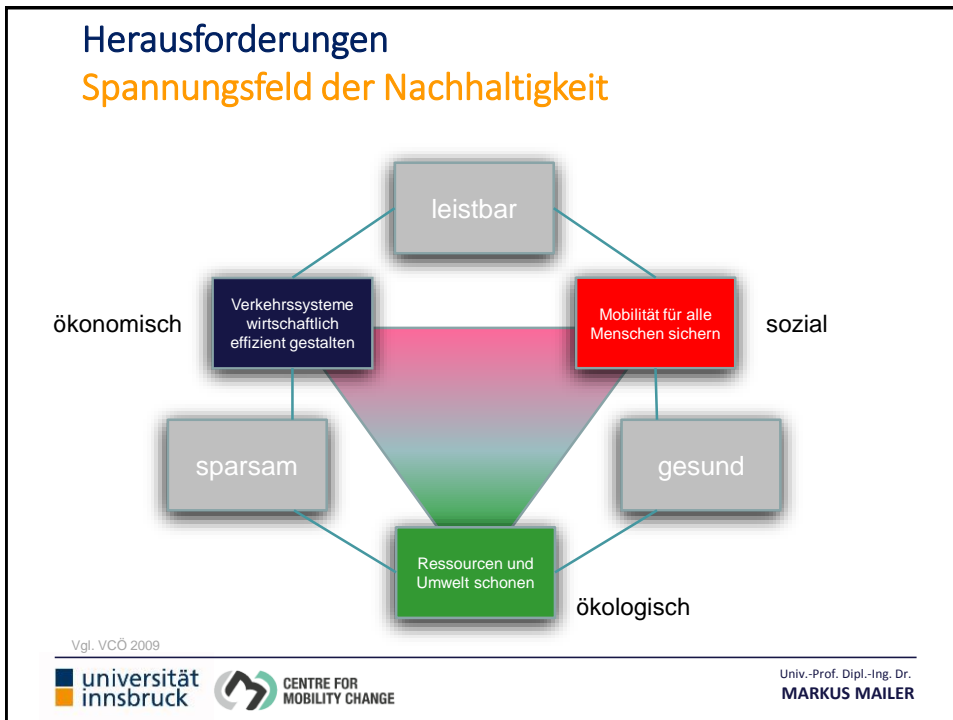 Herausforderungen
Spannungsfeld der Nachhaltigkeit
leistbar
ökonomisch
Verkehrssysteme
wirtschaftlich
effizient gestalten
Mobilität für alle
Menschen sichern
sozial
sparsam
gesund
Ressourcen und
Umwelt schonen
ökologisch
Vgl. VCÖ 2009
universität
innsbruck
CENTRE FOR
MOBILITY CHANGE
Univ.-Prof. Dipl.-Ing. Dr.
MARKUS MAILER